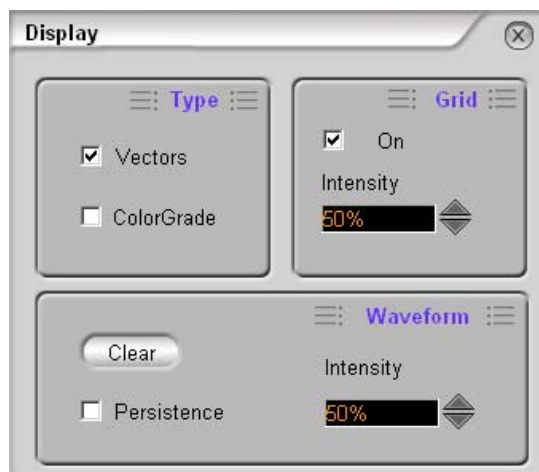 Display
Type
Vectors
ColorGrade
Grid
On
Intensity
50%
Waveform
Clear
Persistence
Intensity
50%